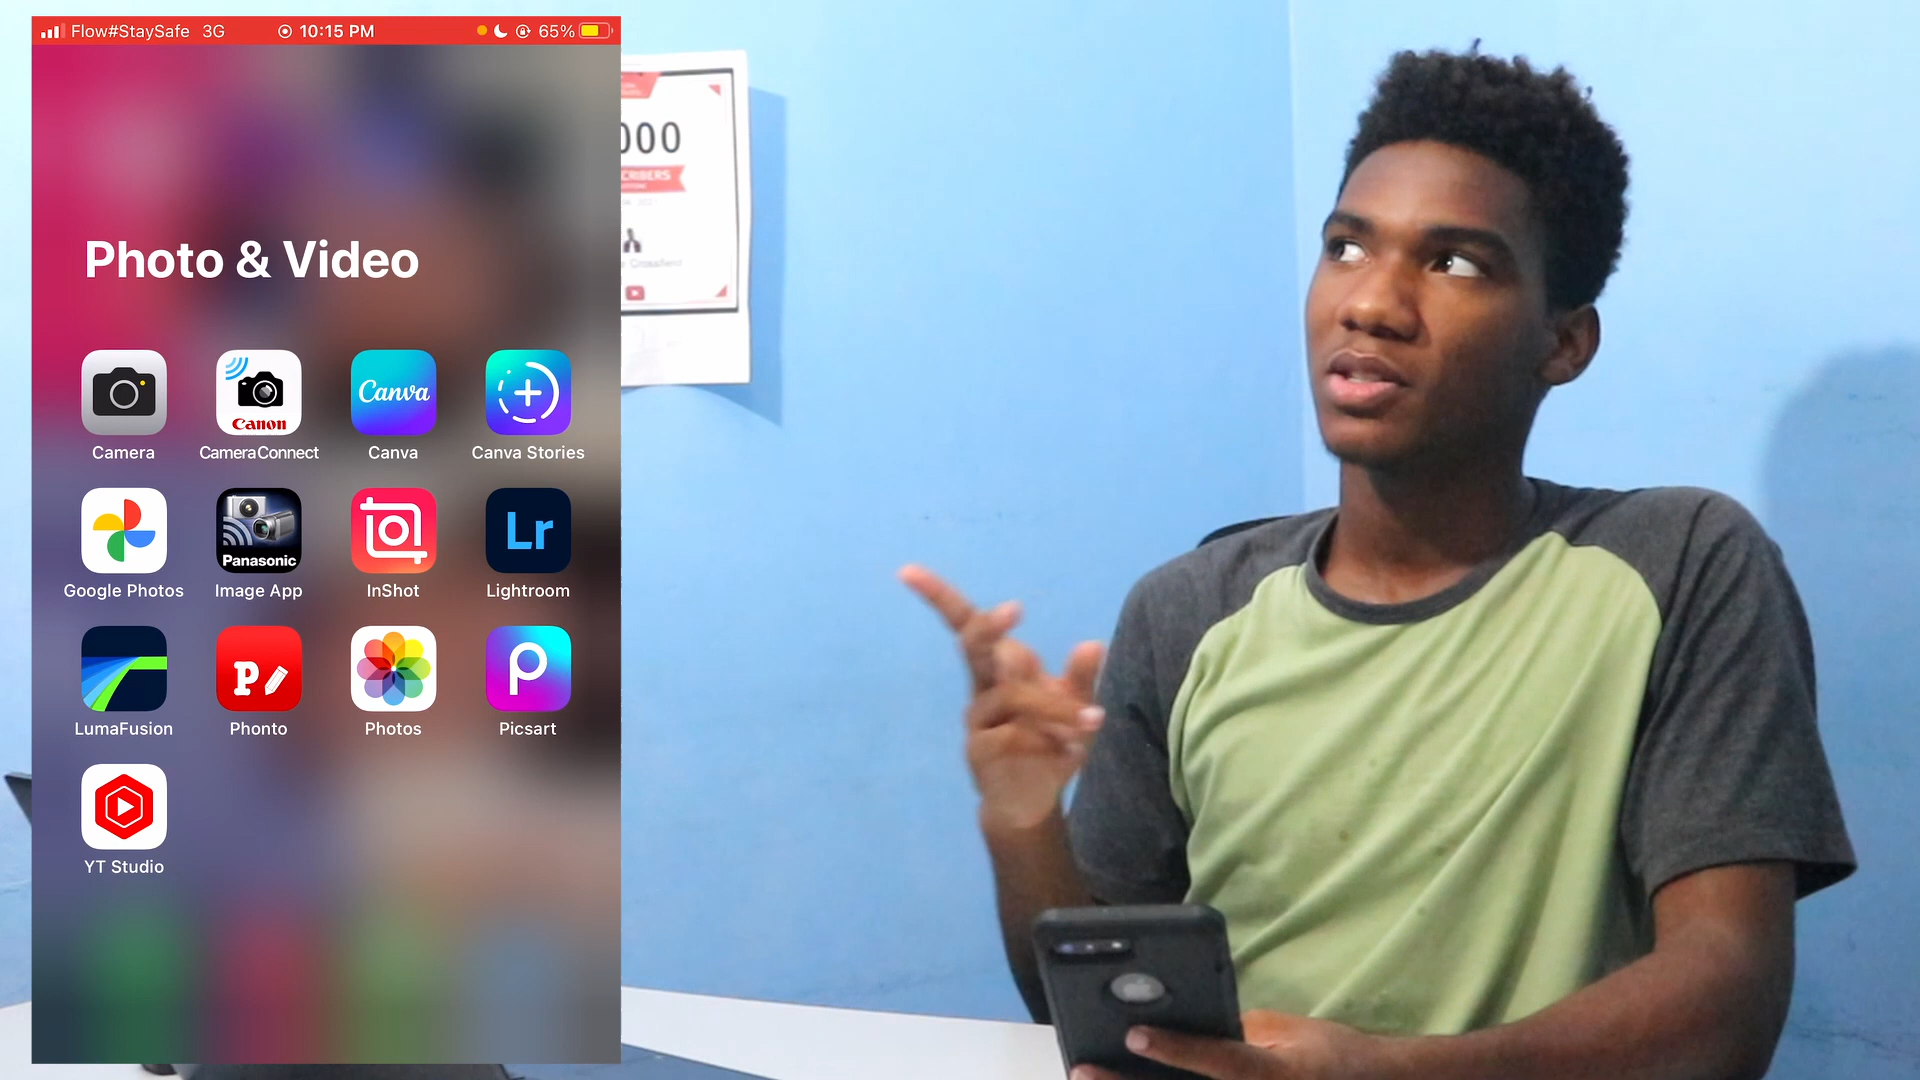 Flow#StaySafe 3G 10:15 PM 65%
Photo & Video
Canon
Canva
Camera
CameraConnect
Canva
Canva Stories
Panasonic
Lr
Google Photos
Image App
InShot
Lightroom
P
P
LumaFusion
Phonto
Photos
Picsart
YT Studio
000
CRIBERS